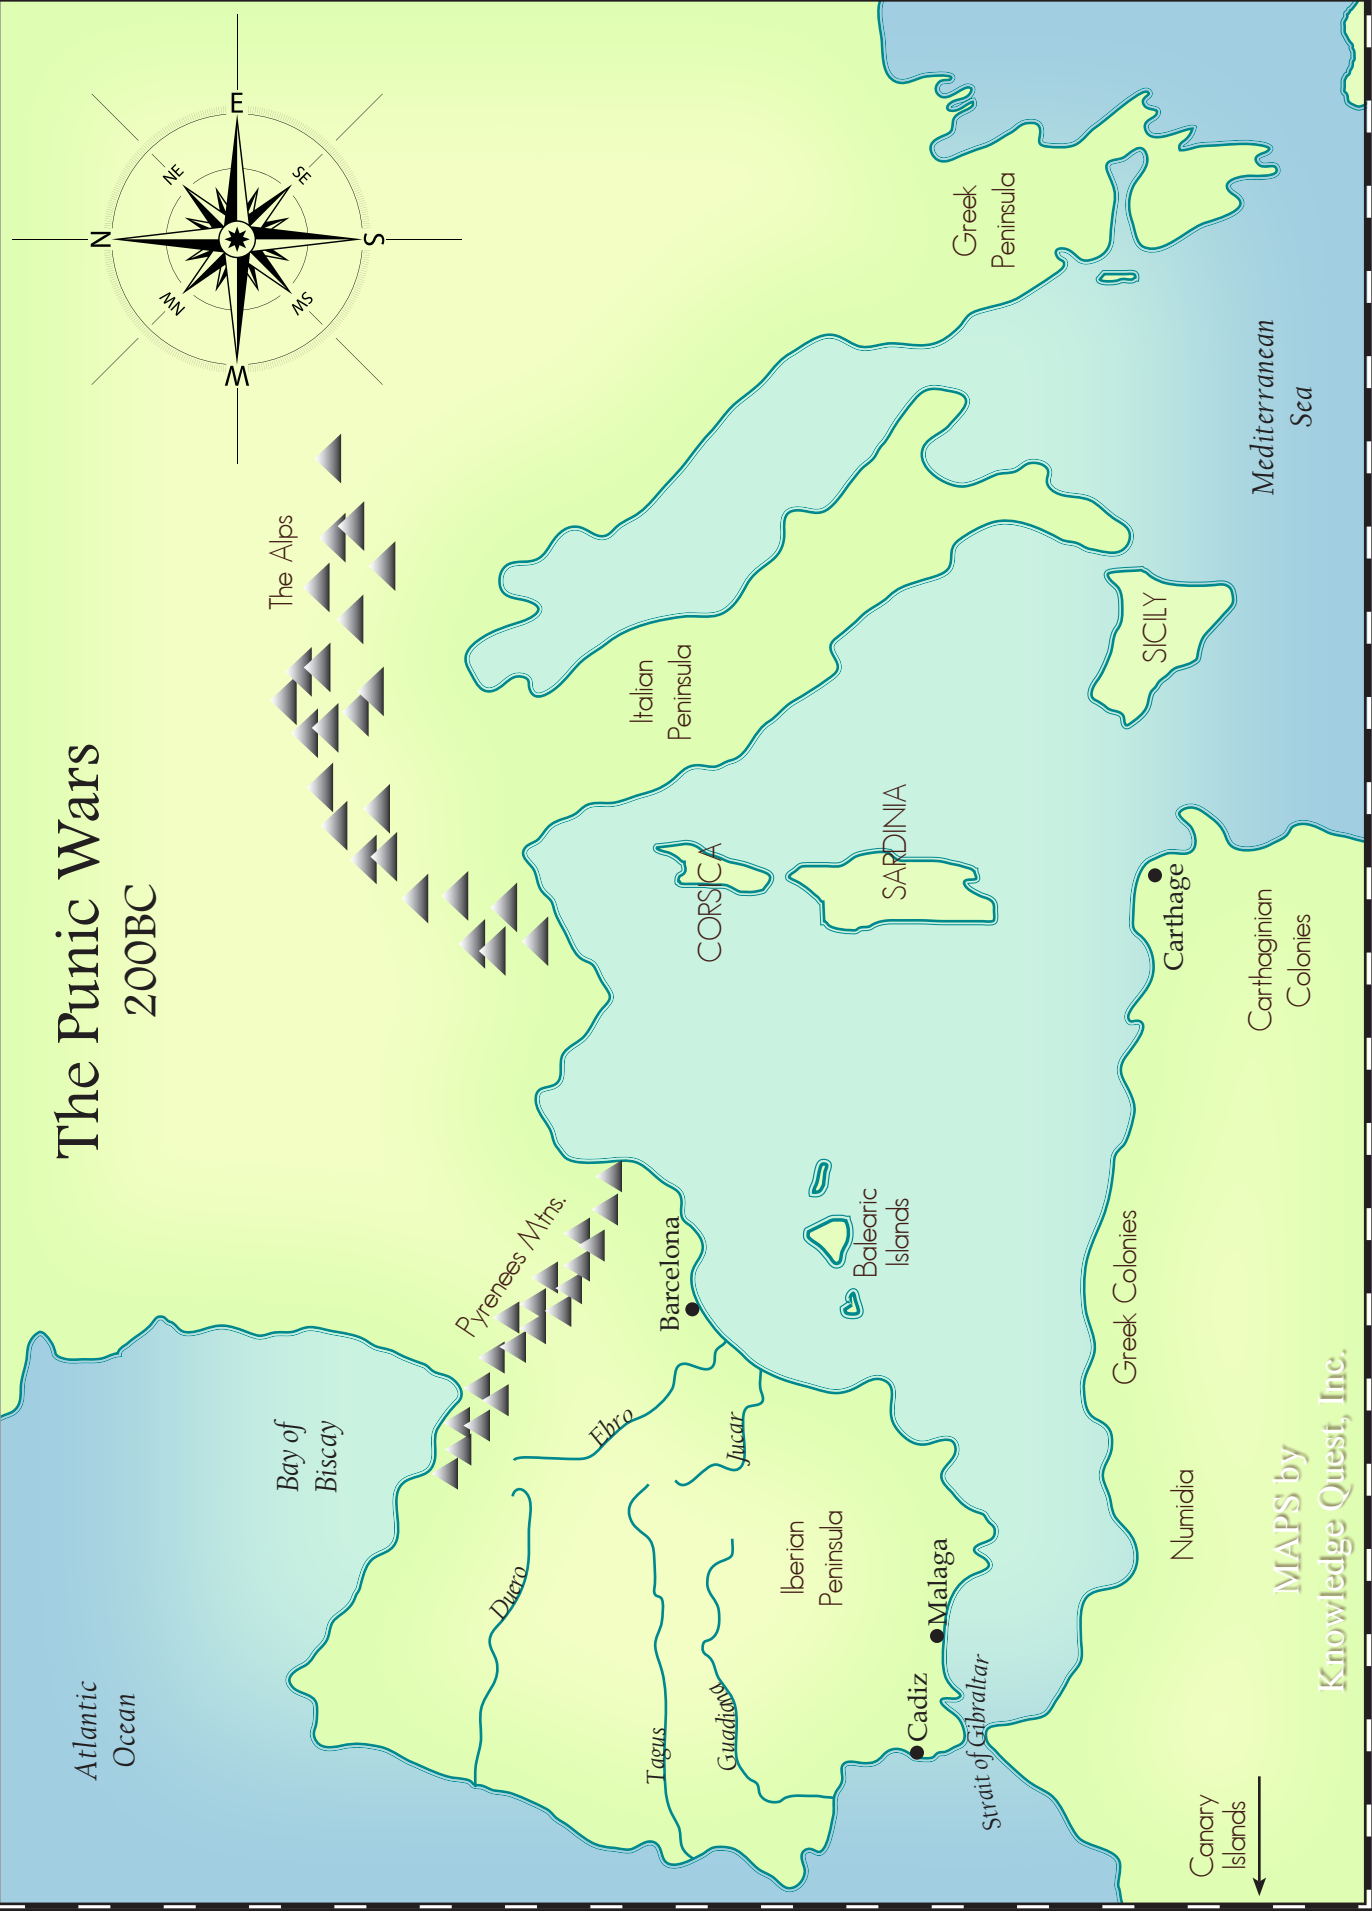 The Punic Wars
200BC
N
NE
E
SE
S
SW
W
NW
Atlantic
Ocean
Bay of
Biscay
The Alps
Pyrenees Mtns.
Italian
Peninsula
Greek
Peninsula
Ebro
Duero
Barcelona
Jucar
Tagus
Guadiana
CORSICA
SARDINIA
Iberian
Peninsula
Balearic
Islands
Cadiz
Malaga
Strait of Gibraltar
SICILY
Carthage
Mediterranean
Sea
Greek Colonies
Numidia
Carthaginian
Colonies
Canary
Islands
MAPS by
Knowledge Quest, Inc.